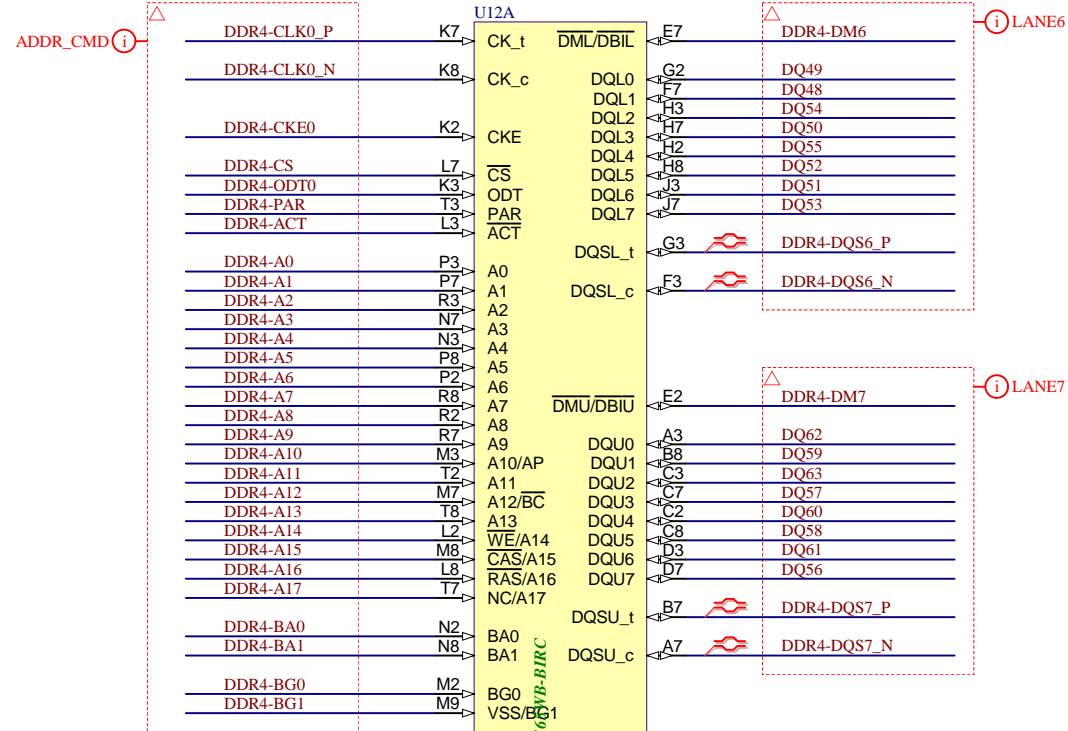 U12A
ADDR_CMD i
i LANE6
DDR4-CLK0_P K7 CK_t DML/DBIL E7 DDR4-DM6
DDR4-CLK0_N K8 CK_c DQL0 G2 DQ49
DQL1 F7 DQ48
DQL2 H3 DQ54
DDR4-CKE0 K2 CKE DQL3 H7 DQ50
DQL4 H2 DQ55
DDR4-CS L7 CS DQL5 H8 DQ52
DDR4-ODT0 K3 ODT DQL6 J3 DQ51
DDR4-PAR T3 PAR DQL7 J7 DQ53
DDR4-ACT L3 ACT
DQSL_t G3 DDR4-DQS6_P
DDR4-A0 P3 A0
DDR4-A1 P7 A1 DQSL_c F3 DDR4-DQS6_N
DDR4-A2 R3 A2
DDR4-A3 N7 A3
DDR4-A4 N3 A4
DDR4-A5 P8 A5
DDR4-A6 P2 A6
i LANE7
DDR4-A7 R8 A7 DMU/DBIU E2 DDR4-DM7
DDR4-A8 R2 A8
DDR4-A9 R7 A9 DQU0 A3 DQ62
DDR4-A10 M3 A10/AP DQU1 B8 DQ59
DDR4-A11 T2 A11 DQU2 C3 DQ63
DDR4-A12 M7 A12/BC DQU3 C7 DQ57
DDR4-A13 T8 A13 DQU4 C2 DQ60
DDR4-A14 L2 WE/A14 DQU5 C8 DQ58
DDR4-A15 M8 CAS/A15 DQU6 D3 DQ61
DDR4-A16 L8 RAS/A16 DQU7 D7 DQ56
DDR4-A17 T7 NC/A17
DQSU_t B7 DDR4-DQS7_P
DDR4-BA0 N2 BA0
DDR4-BA1 N8 BA1 DQSU_c A7 DDR4-DQS7_N
DDR4-BG0 M2 BG0
DDR4-BG1 M9 VSS/BG1